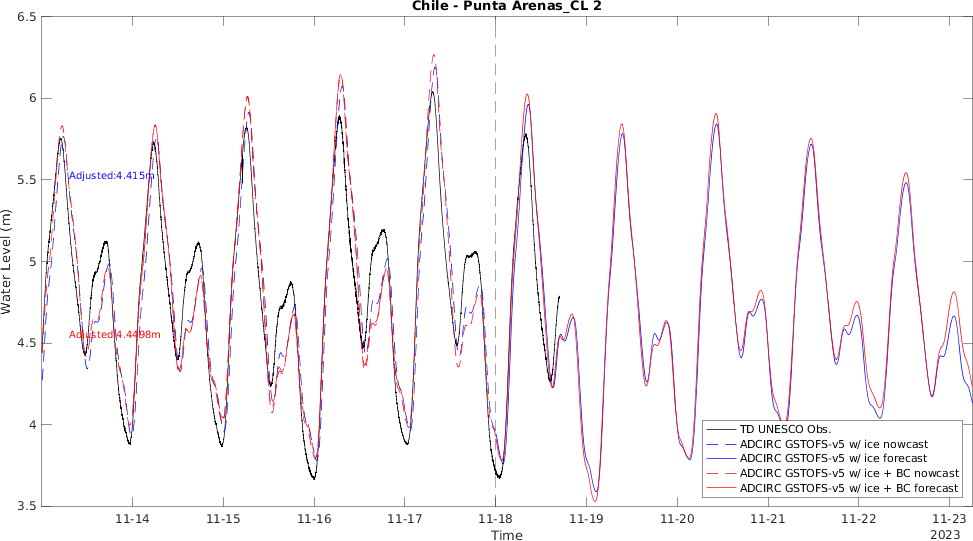 Chile - Punta Arenas_CL 2
6.5
6
5.5
5
4.5
4
3.5
Water Level (m)
Adjusted:4.415m
Adjusted:4.4498m
TD UNESCO Obs.
ADCIRC GSTOFS-v5 w/ ice nowcast
ADCIRC GSTOFS-v5 w/ ice forecast
ADCIRC GSTOFS-v5 w/ ice + BC nowcast
ADCIRC GSTOFS-v5 w/ ice + BC forecast
11-14 11-15 11-16 11-17 11-18 11-19 11-20 11-21 11-22 11-23
2023
Time